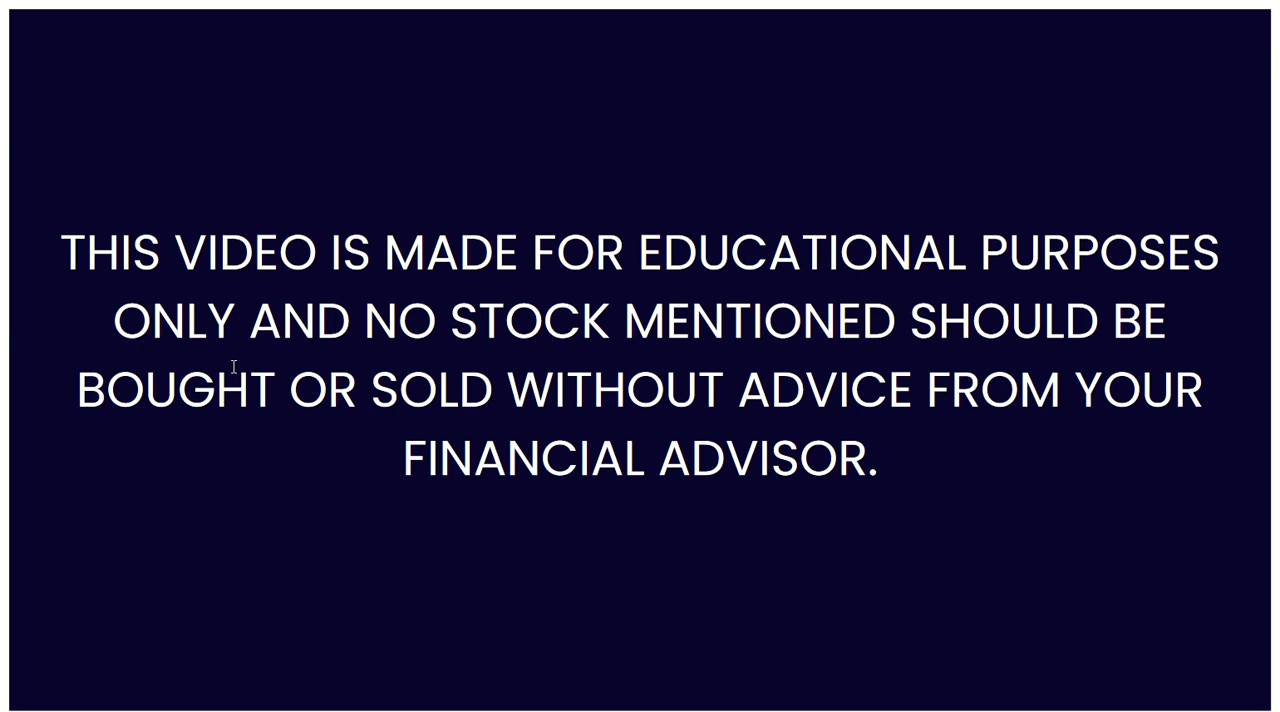 THIS VIDEO IS MADE FOR EDUCATIONAL PURPOSES
ONLY AND NO STOCK MENTIONED SHOULD BE
BOUGHT OR SOLD WITHOUT ADVICE FROM YOUR
FINANCIAL ADVISOR.